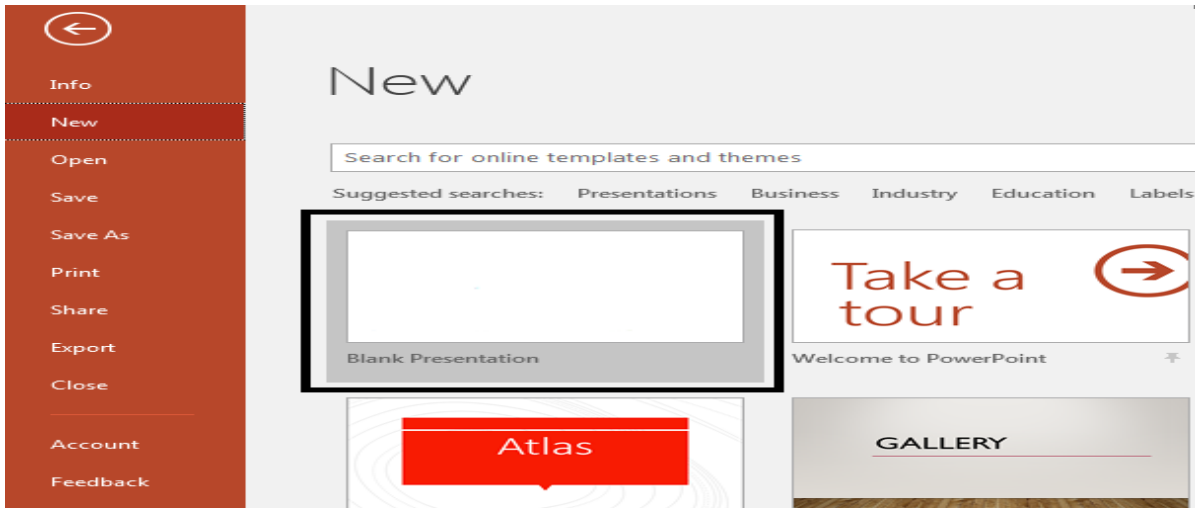 Info
New
Open
Save
Save As
Print
Share
Export
Close
Account
Feedback
New
Search for online templates and themes
Suggested searches: Presentations Business Industry Education Labels
Take a
tour
Blank Presentation
Welcome to PowerPoint
Atlas
GALLERY